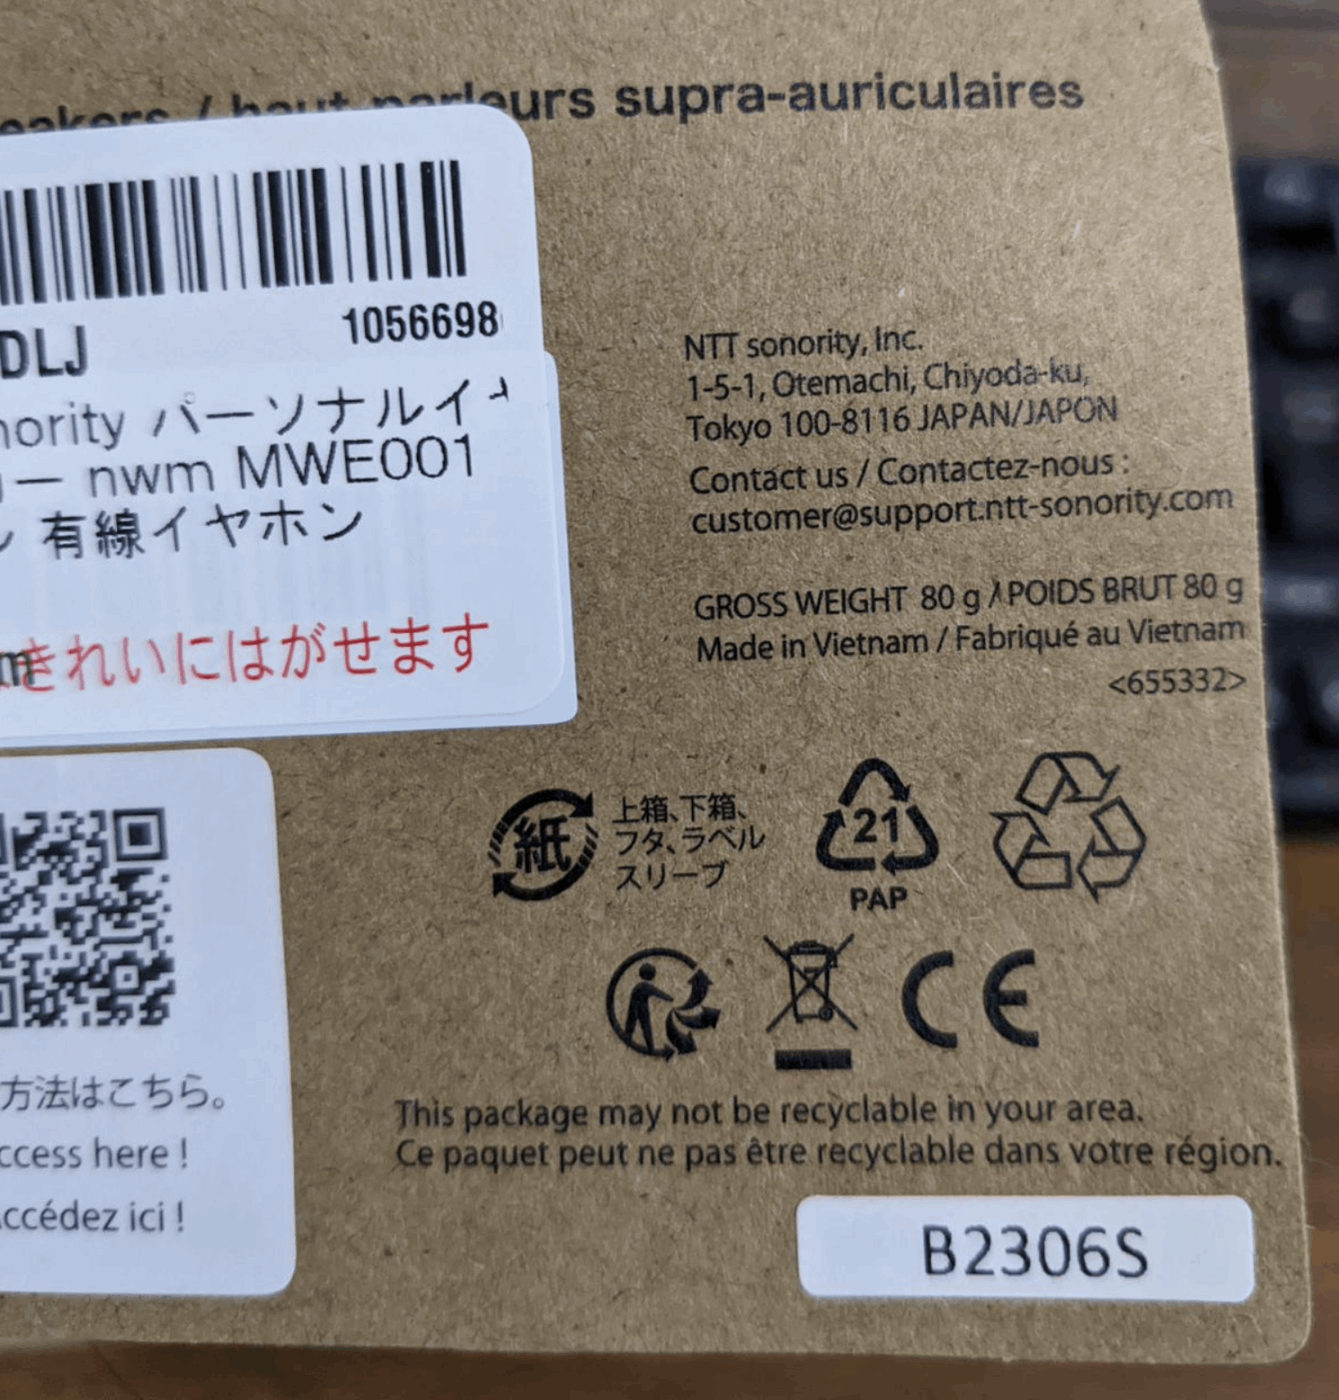 haut-parleurs supra-auriculaires
DLJ
1056698
パーソナルイ
nwm MWE001
有線イヤホン
きれいにはがせます
NTT sonority, Inc.
1-5-1, Otemachi, Chiyoda-ku,
Tokyo 100-8116 JAPAN/JAPON
Contact us / Contactez-nous :
customer@support.ntt-sonority.com
GROSS WEIGHT 80 g / POIDS BRUT 80 g
Made in Vietnam / Fabriqué au Vietnam
<655332>
紙
上箱、下箱、
フタ、ラベル
スリーブ
21
PAP
CE
方法はこちら。
here !
ici !
This package may not be recyclable in your area.
Ce paquet peut ne pas être recyclable dans votre région.
B2306S